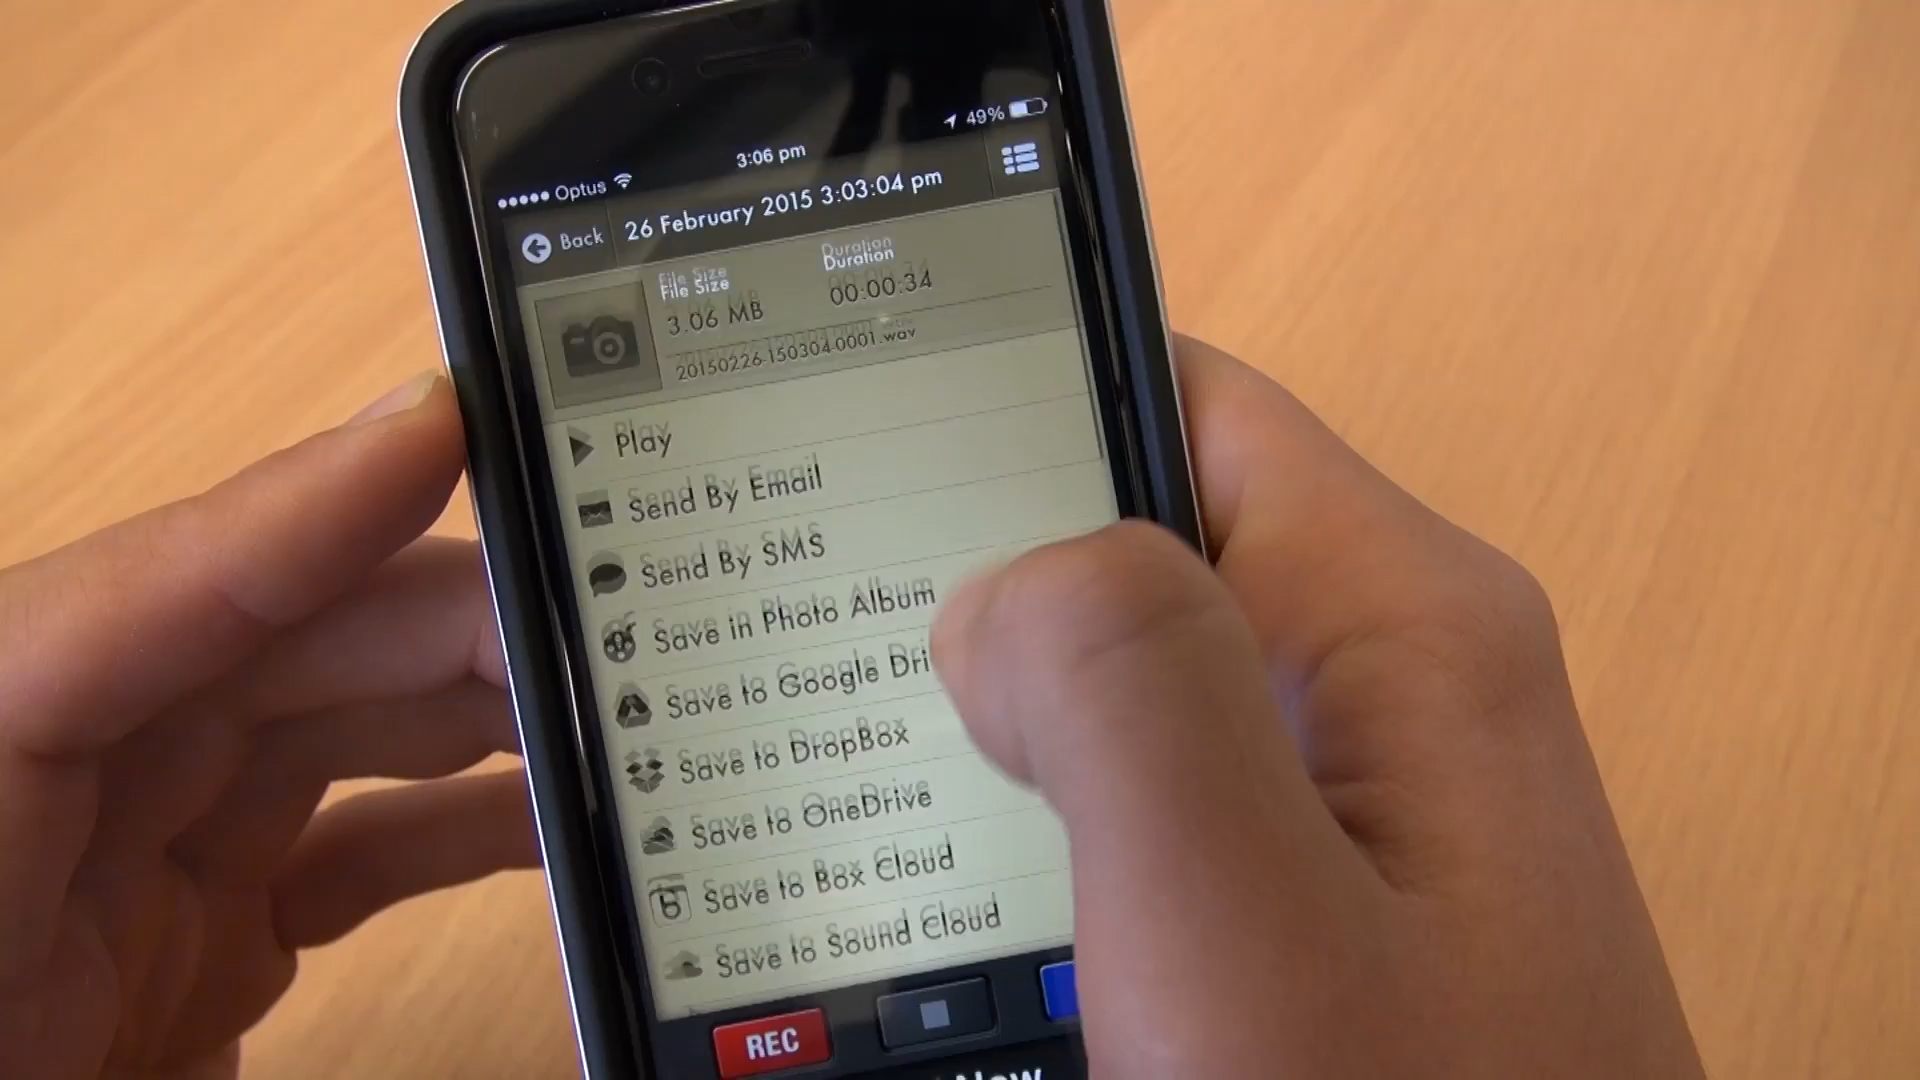 49%
3:06 pm
Optus
Back
26 February 2015 3:03:04 pm
File Size
Duration
3.06 MB
00:00:34
20150226-150304-0001.wav
Play
Send By Email
Send By SMS
Save in Photo Album
Save to Google Dri
Save to DropBox
Save to OneDrive
Save to Box Cloud
Save to Sound Cloud
REC
New